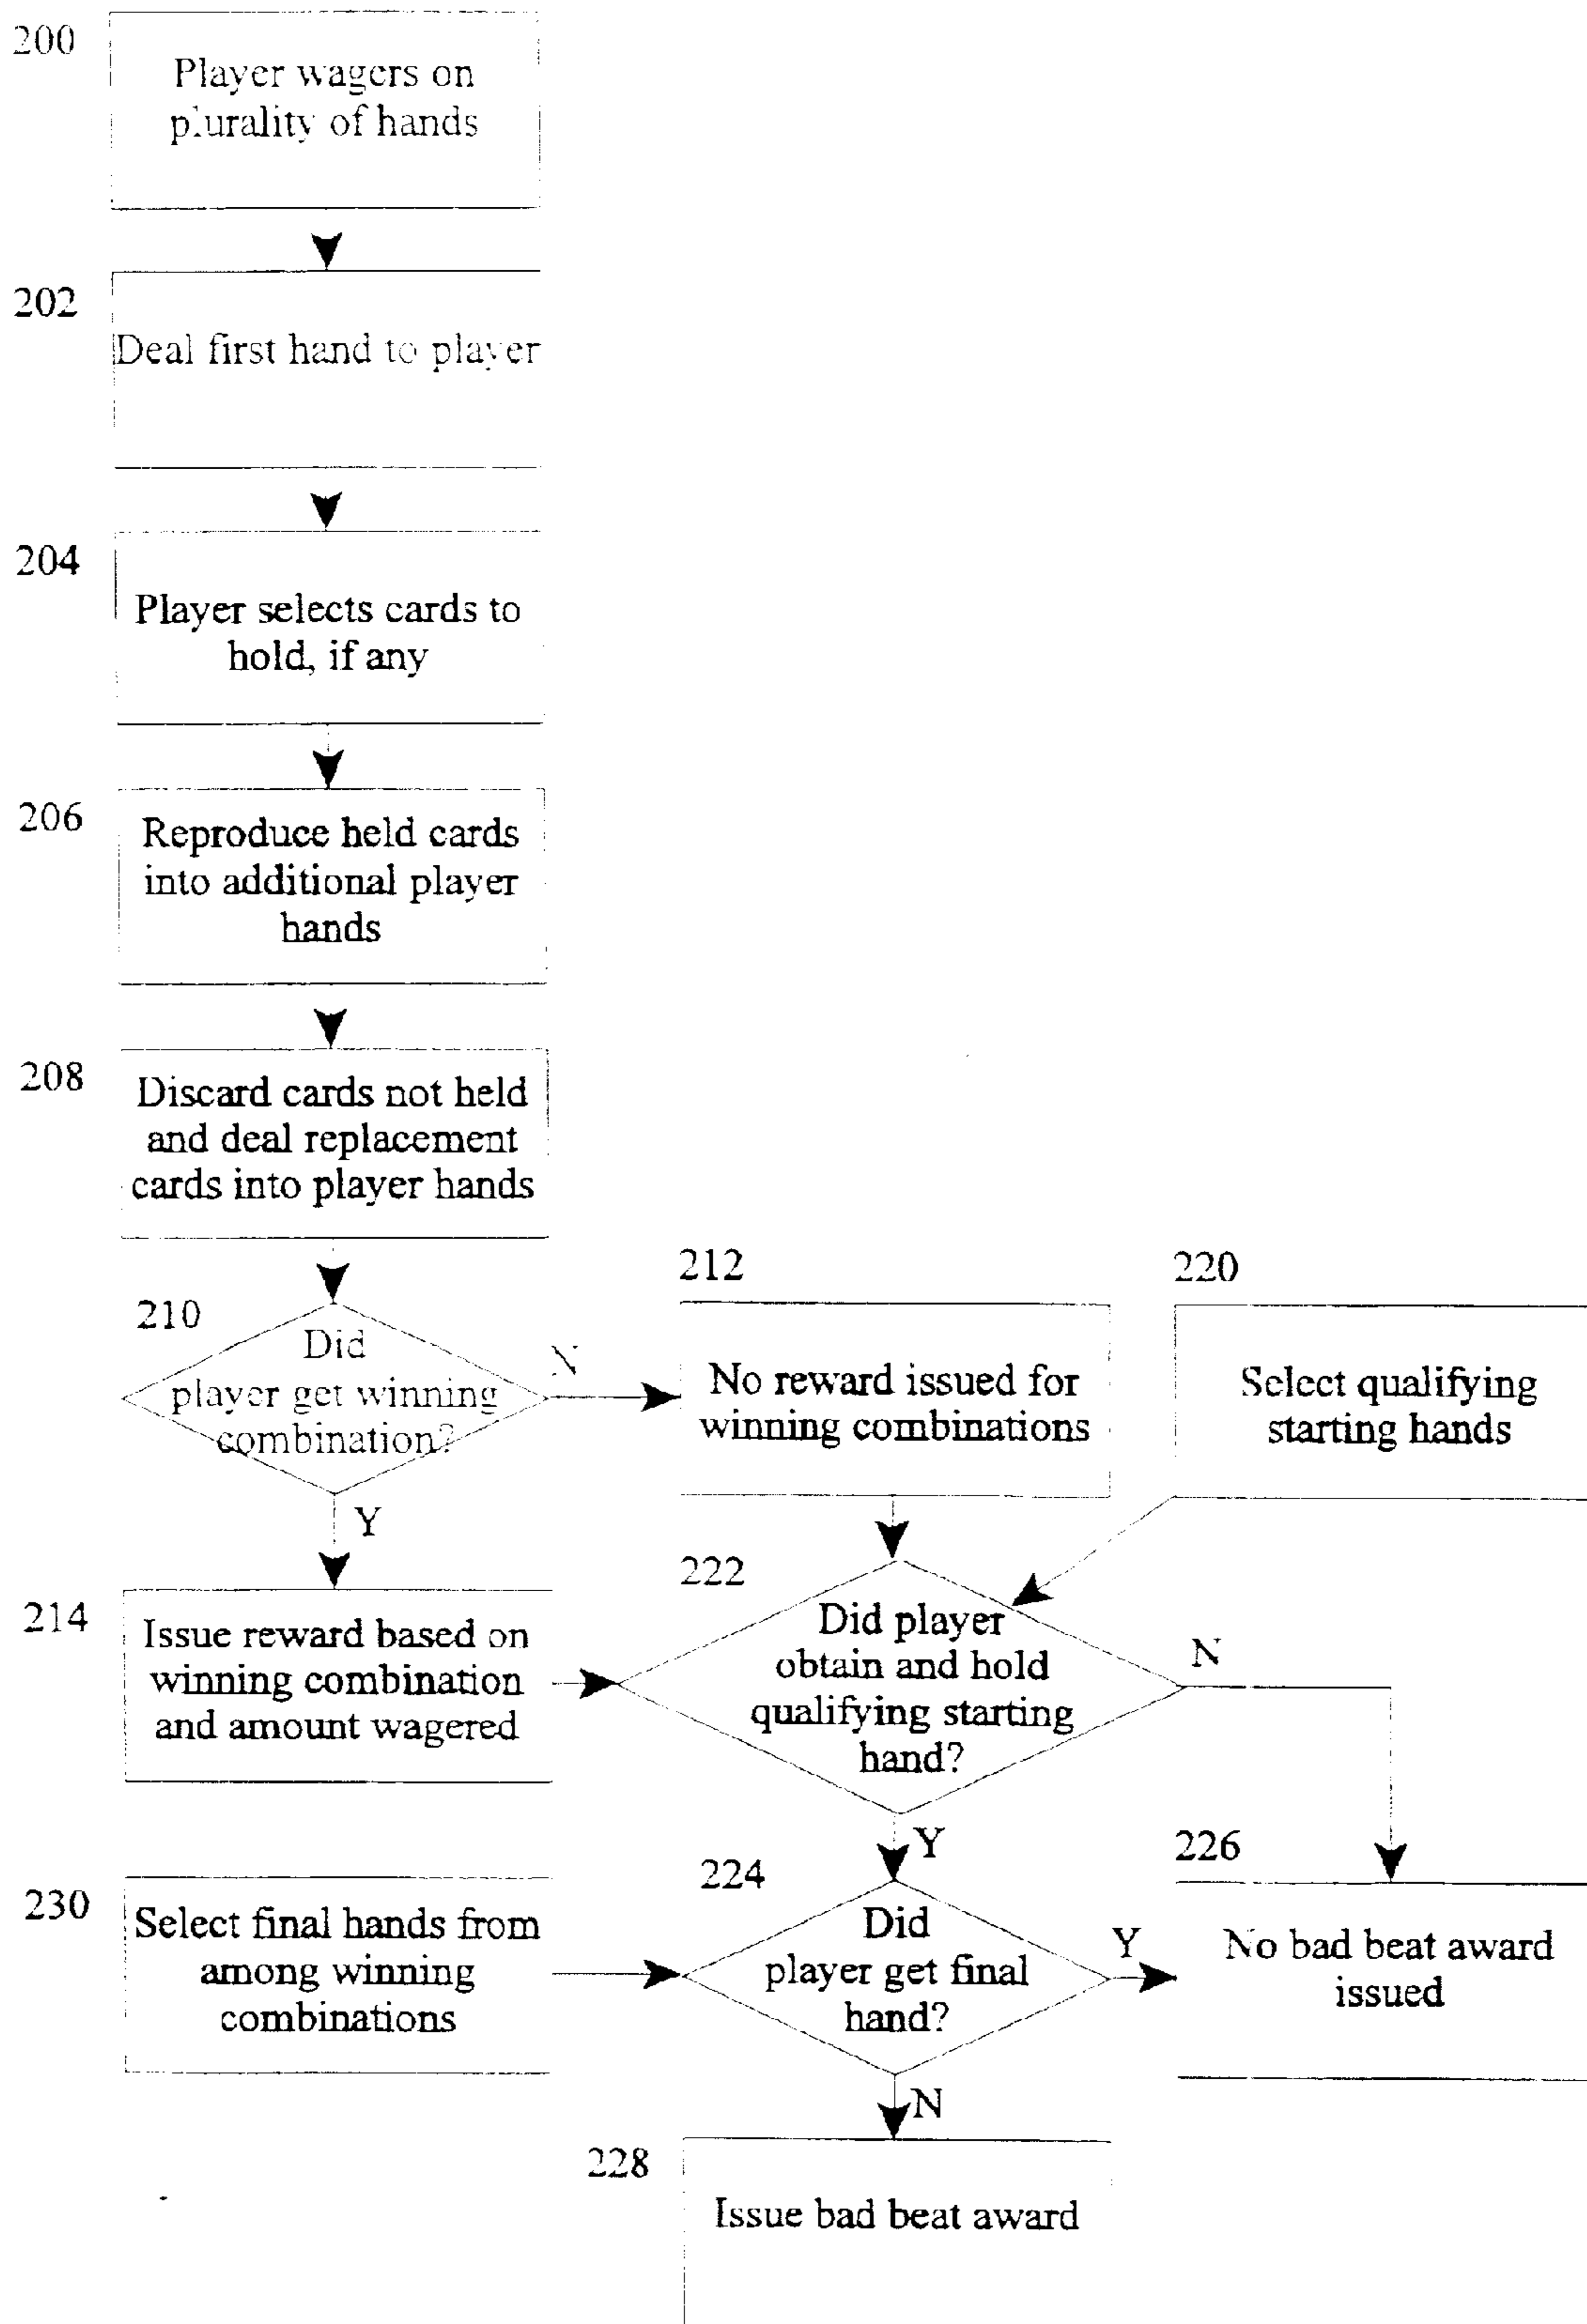 200
Player wagers on
plurality of hands
202
Deal first hand to player
204
Player selects cards to
hold, if any
206
Reproduce held cards
into additional player
hands
208
Discard cards not held
and deal replacement
cards into player hands
210
Did
player get winning
combination?
N
Y
212
No reward issued for
winning combinations
220
Select qualifying
starting hands
214
Issue reward based on
winning combination
and amount wagered
222
Did player
obtain and hold
qualifying starting
hand?
N
Y
230
Select final hands from
among winning
combinations
224
Did
player get final
hand?
Y
N
226
No bad beat award
issued
228
Issue bad beat award